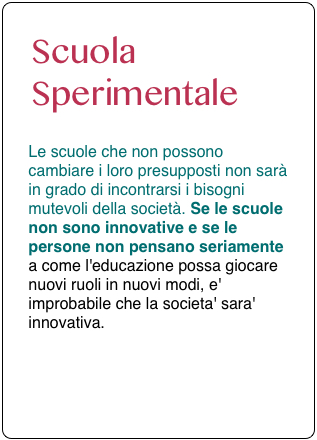 Scuola
Sperimentale
Le scuole che non possono
cambiare i loro presupposti non sarà
in grado di incontrarsi i bisogni
mutevoli della società. Se le scuole
non sono innovative e se le
persone non pensano seriamente
a come l'educazione possa giocare
nuovi ruoli in nuovi modi, e'
improbabile che la societa' sara'
innovativa.